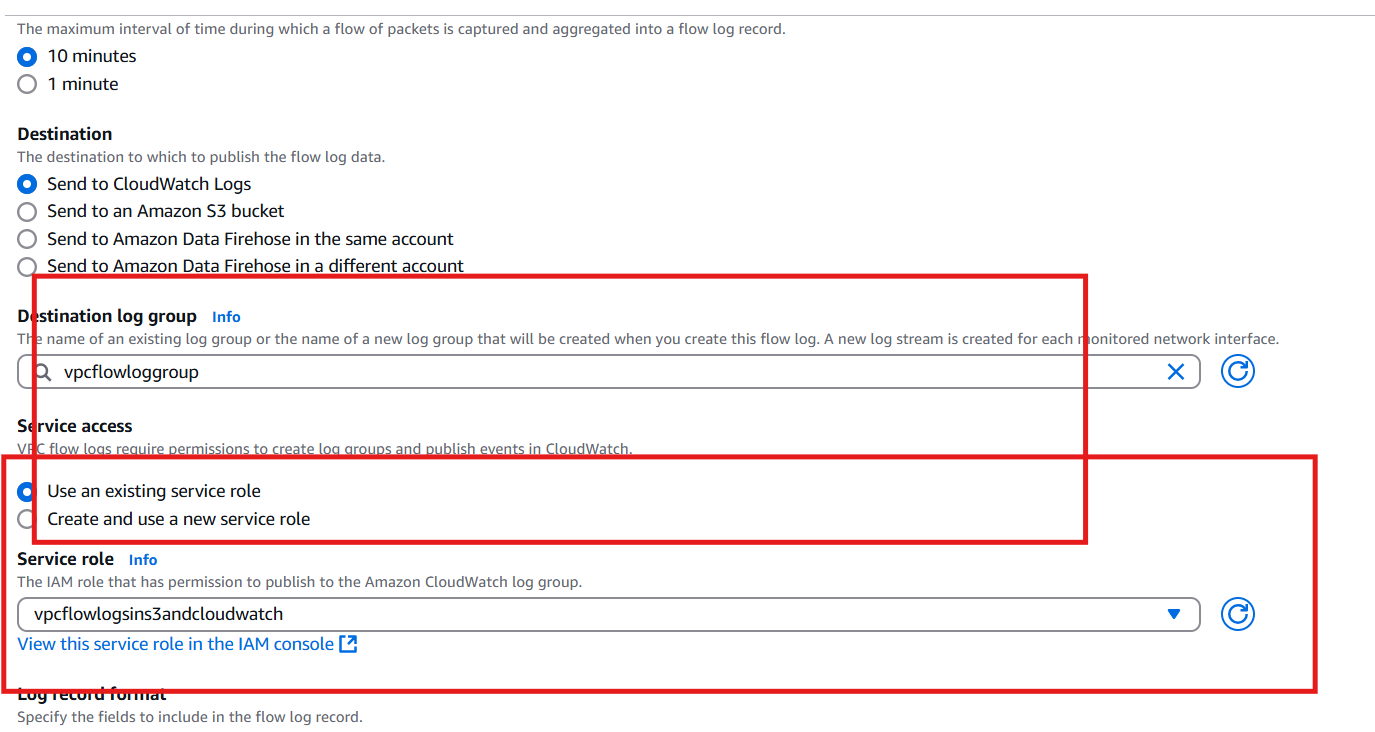 The maximum interval of time during which a flow of packets is captured and aggregated into a flow log record.
10 minutes
1 minute
Destination
The destination to which to publish the flow log data.
Send to CloudWatch Logs
Send to an Amazon S3 bucket
Send to Amazon Data Firehose in the same account
Send to Amazon Data Firehose in a different account
Destination log group Info
The name of an existing log group or the name of a new log group that will be created when you create this flow log. A new log stream is created for each monitored network interface.
vpcflowloggroup
Service access
VPC flow logs require permissions to create log groups and publish events in CloudWatch.
Use an existing service role
Create and use a new service role
Service role Info
The IAM role that has permission to publish to the Amazon CloudWatch log group.
vpcflowlogsins3andcloudwatch
View this service role in the IAM console
Log record format
Specify the fields to include in the flow log record.